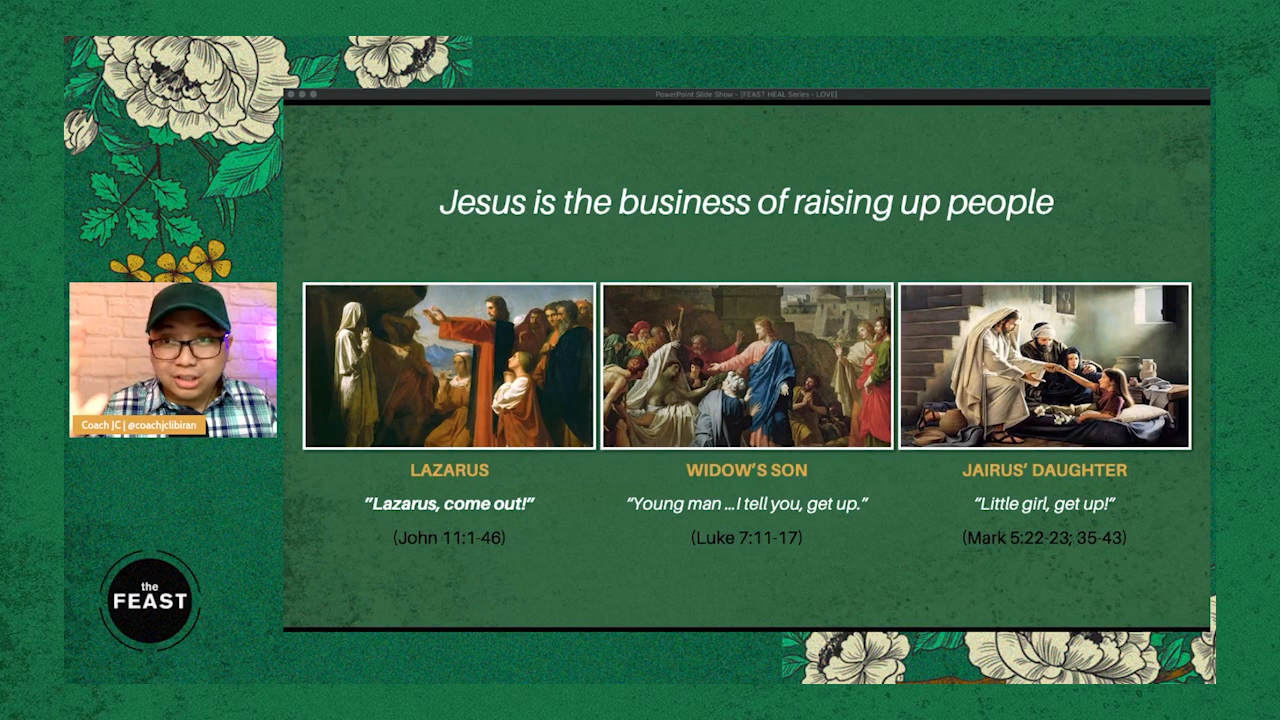 PowerPoint Slide Show - [FEAST HEAL Series - LOVE]
Jesus is the business of raising up people
LAZARUS
"Lazarus, come out!"
(John 11:1-46)
WIDOW'S SON
"Young man ... I tell you, get up."
(Luke 7:11-17)
JAIRUS' DAUGHTER
"Little girl, get up!"
(Mark 5:22-23; 35-43)
Coach JC | @coachjclibiran
the
FEAST